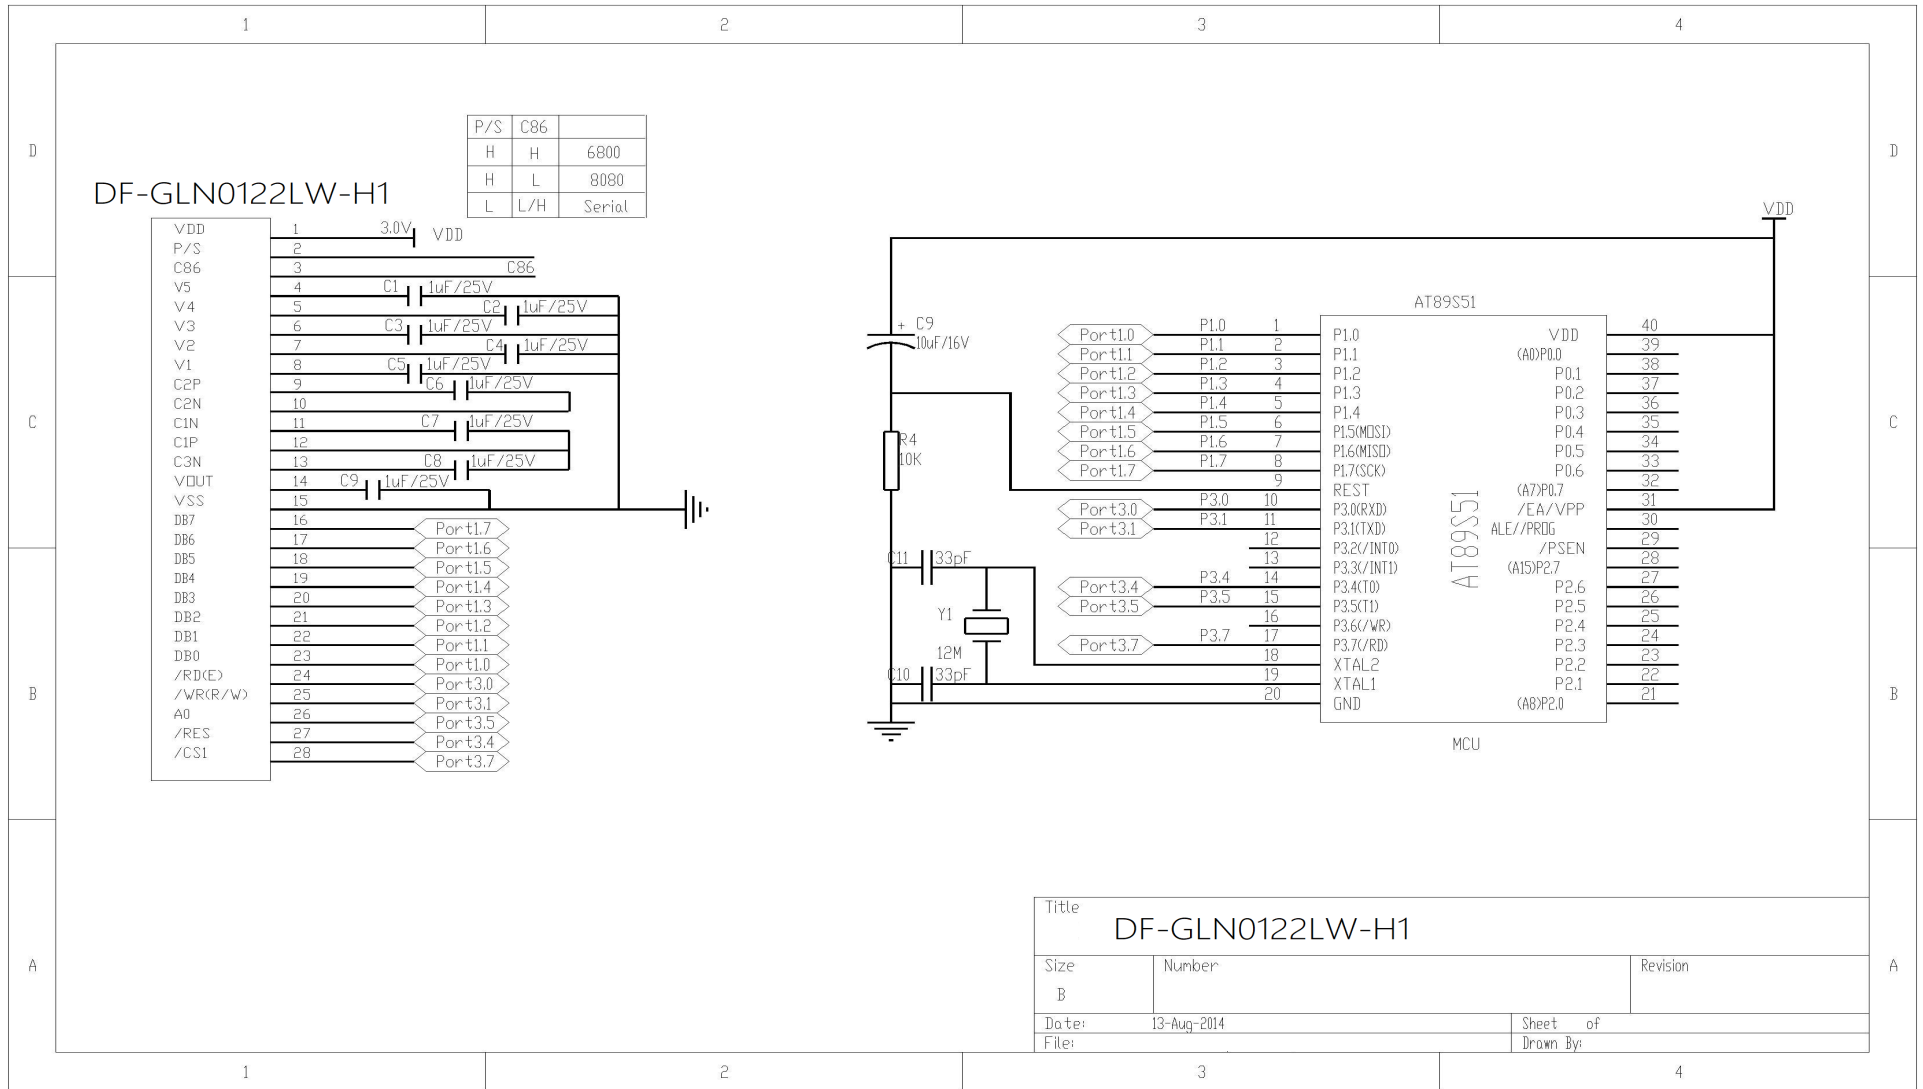 1 2 3 4
D D
C C
B B
A A
P/S C86
H H 6800
H L 8080
L L/H Serial
DF-GLN0122LW-H1
VDD 1 3.0V VDD
P/S 2
C86 3 C86
V5 4 C1 1uF/25V
V4 5 C2 1uF/25V
V3 6 C3 1uF/25V
V2 7 C4 1uF/25V
V1 8 C5 1uF/25V
C2P 9 C6 1uF/25V
C2N 10
C1N 11 C7 1uF/25V
C1P 12
C3N 13 C8 1uF/25V
VOUT 14 C9 1uF/25V
VSS 15
DB7 16 Port1.7
DB6 17 Port1.6
DB5 18 Port1.5
DB4 19 Port1.4
DB3 20 Port1.3
DB2 21 Port1.2
DB1 22 Port1.1
DB0 23 Port1.0
/RD(E) 24 Port3.0
/WR(R/W) 25 Port3.1
A0 26 Port3.5
/RES 27 Port3.4
/CS1 28 Port3.7
VDD
+ C9
10uF/16V
R4
10K
C11 33pF
Y1
12M
C10 33pF
AT89S51
Port1.0 P1.0 1 P1.0 VDD 40
Port1.1 P1.1 2 P1.1 (A0)P0.0 39
Port1.2 P1.2 3 P1.2 P0.1 38
Port1.3 P1.3 4 P1.3 P0.2 37
Port1.4 P1.4 5 P1.4 P0.3 36
Port1.5 P1.5 6 P1.5(MOSI) P0.4 35
Port1.6 P1.6 7 P1.6(MISO) P0.5 34
Port1.7 P1.7 8 P1.7(SCK) P0.6 33
9 REST (A7)P0.7 32
Port3.0 P3.0 10 P3.0(RXD) /EA/VPP 31
Port3.1 P3.1 11 P3.1(TXD) ALE//PROG 30
12 P3.2(/INT0) /PSEN 29
13 P3.3(/INT1) (A15)P2.7 28
Port3.4 P3.4 14 P3.4(T0) P2.6 27
Port3.5 P3.5 15 P3.5(T1) P2.5 26
16 P3.6(/WR) P2.4 25
Port3.7 P3.7 17 P3.7(/RD) P2.3 24
18 XTAL2 P2.2 23
19 XTAL1 P2.1 22
20 GND (A8)P2.0 21
AT89S51
MCU
Title
DF-GLN0122LW-H1
Size Number Revision
B
Date: 13-Aug-2014 Sheet of
File: Drawn By:
1 2 3 4